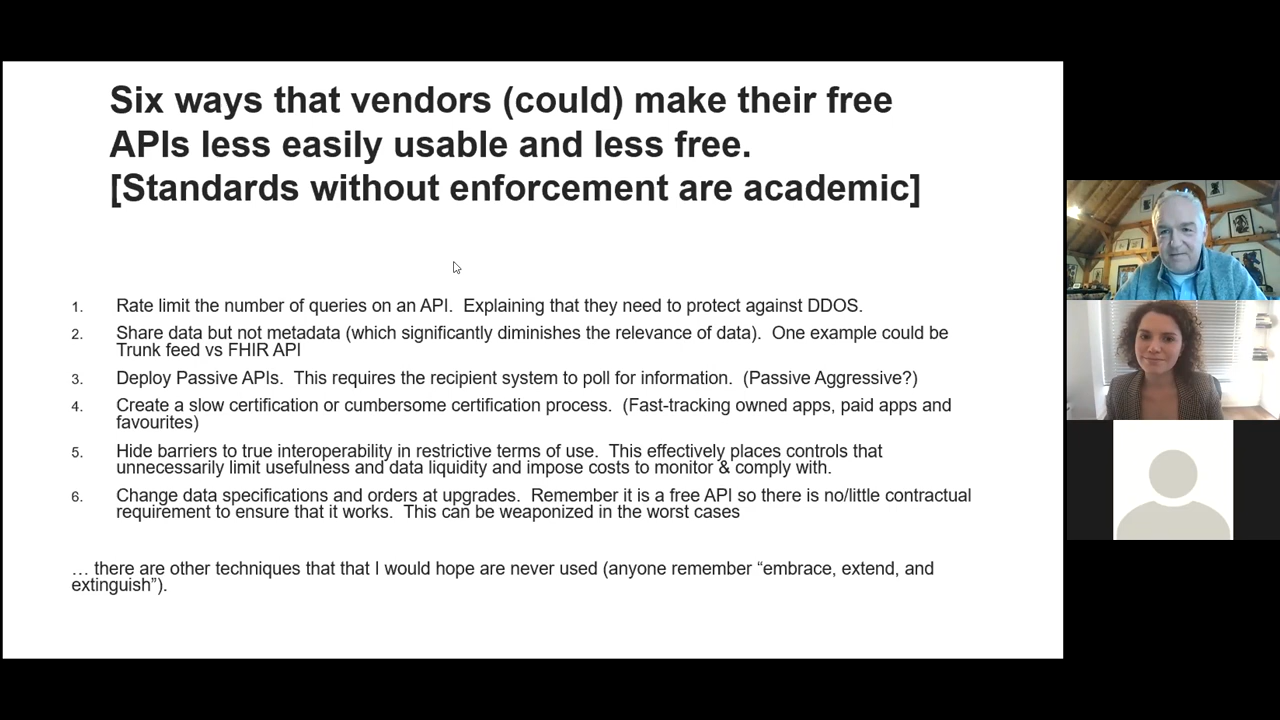 Six ways that vendors (could) make their free
APIs less easily usable and less free.
[Standards without enforcement are academic]
1. Rate limit the number of queries on an API. Explaining that they need to protect against DDOS.
2. Share data but not metadata (which significantly diminishes the relevance of data). One example could be
Trunk feed vs FHIR API
3. Deploy Passive APIs. This requires the recipient system to poll for information. (Passive Aggressive?)
4. Create a slow certification or cumbersome certification process. (Fast-tracking owned apps, paid apps and
favourites)
5. Hide barriers to true interoperability in restrictive terms of use. This effectively places controls that
unnecessarily limit usefulness and data liquidity and impose costs to monitor & comply with.
6. Change data specifications and orders at upgrades. Remember it is a free API so there is no/little contractual
requirement to ensure that it works. This can be weaponized in the worst cases
… there are other techniques that that I would hope are never used (anyone remember “embrace, extend, and
extinguish”).